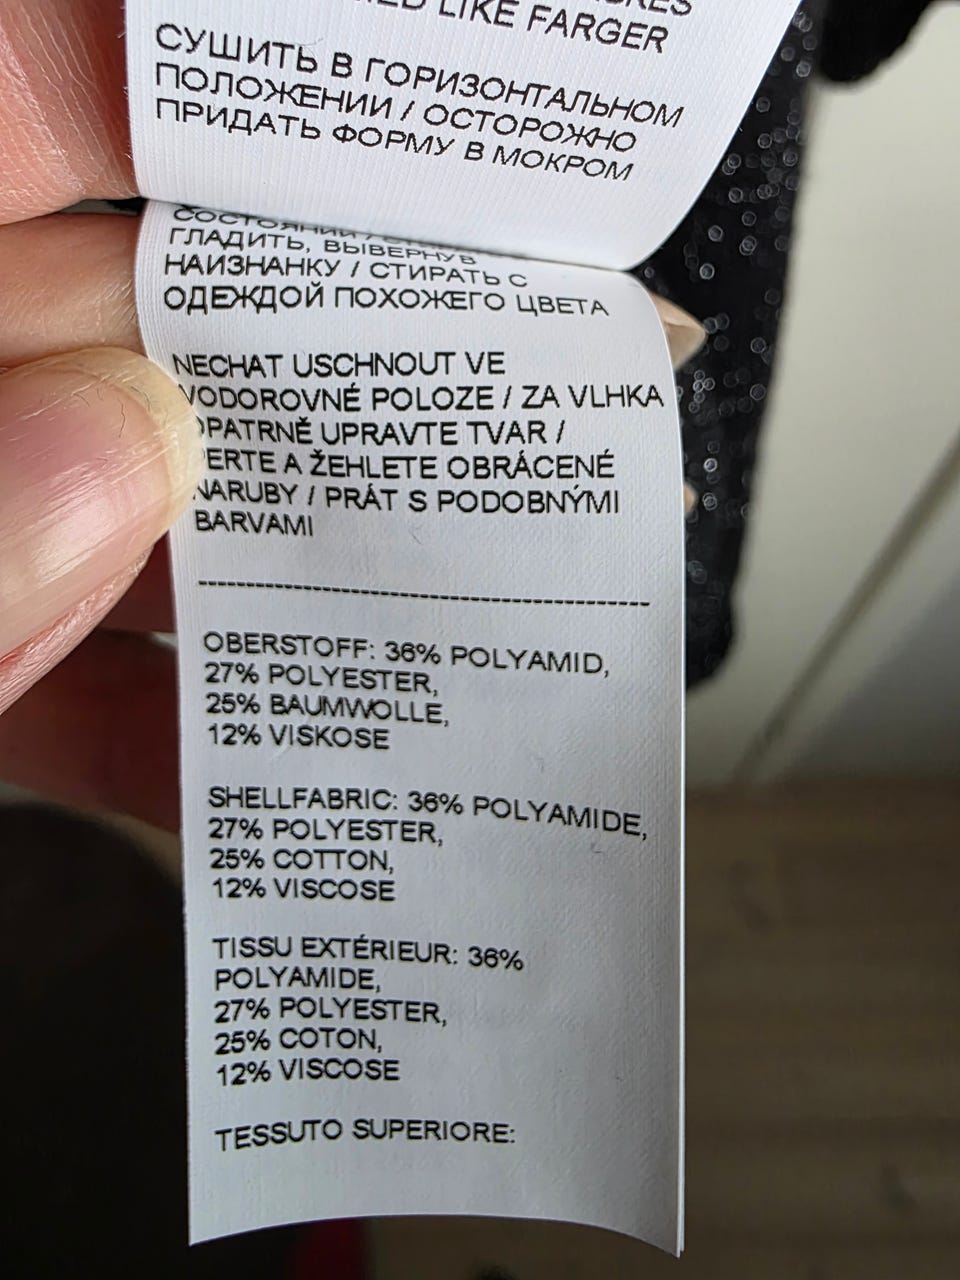 LIKE FARGER
СУШИТЬ В ГОРИЗОНТАЛЬНОМ
ПОЛОЖЕНИИ / ОСТОРОЖНО
ПРИДАТЬ ФОРМУ В МОКРОМ
СОСТОЯНИИ /
ГЛАДИТЬ, ВЫВЕРНУВ
НАИЗНАНКУ / СТИРАТЬ С
ОДЕЖДОЙ ПОХОЖЕГО ЦВЕТА
NECHAT USCHNOUT VE
VODOROVNÉ POLOZE / ZA VLHKA
OPATRNĚ UPRAVTE TVAR /
PERTE A ŽEHLETE OBRÁCENÉ
NARUBY / PRÁT S PODOBNÝMI
BARVAMI
OBERSTOFF: 36% POLYAMID,
27% POLYESTER,
25% BAUMWOLLE,
12% VISKOSE
SHELLFABRIC: 36% POLYAMIDE,
27% POLYESTER,
25% COTTON,
12% VISCOSE
TISSU EXTÉRIEUR: 36%
POLYAMIDE,
27% POLYESTER,
25% COTON,
12% VISCOSE
TESSUTO SUPERIORE: